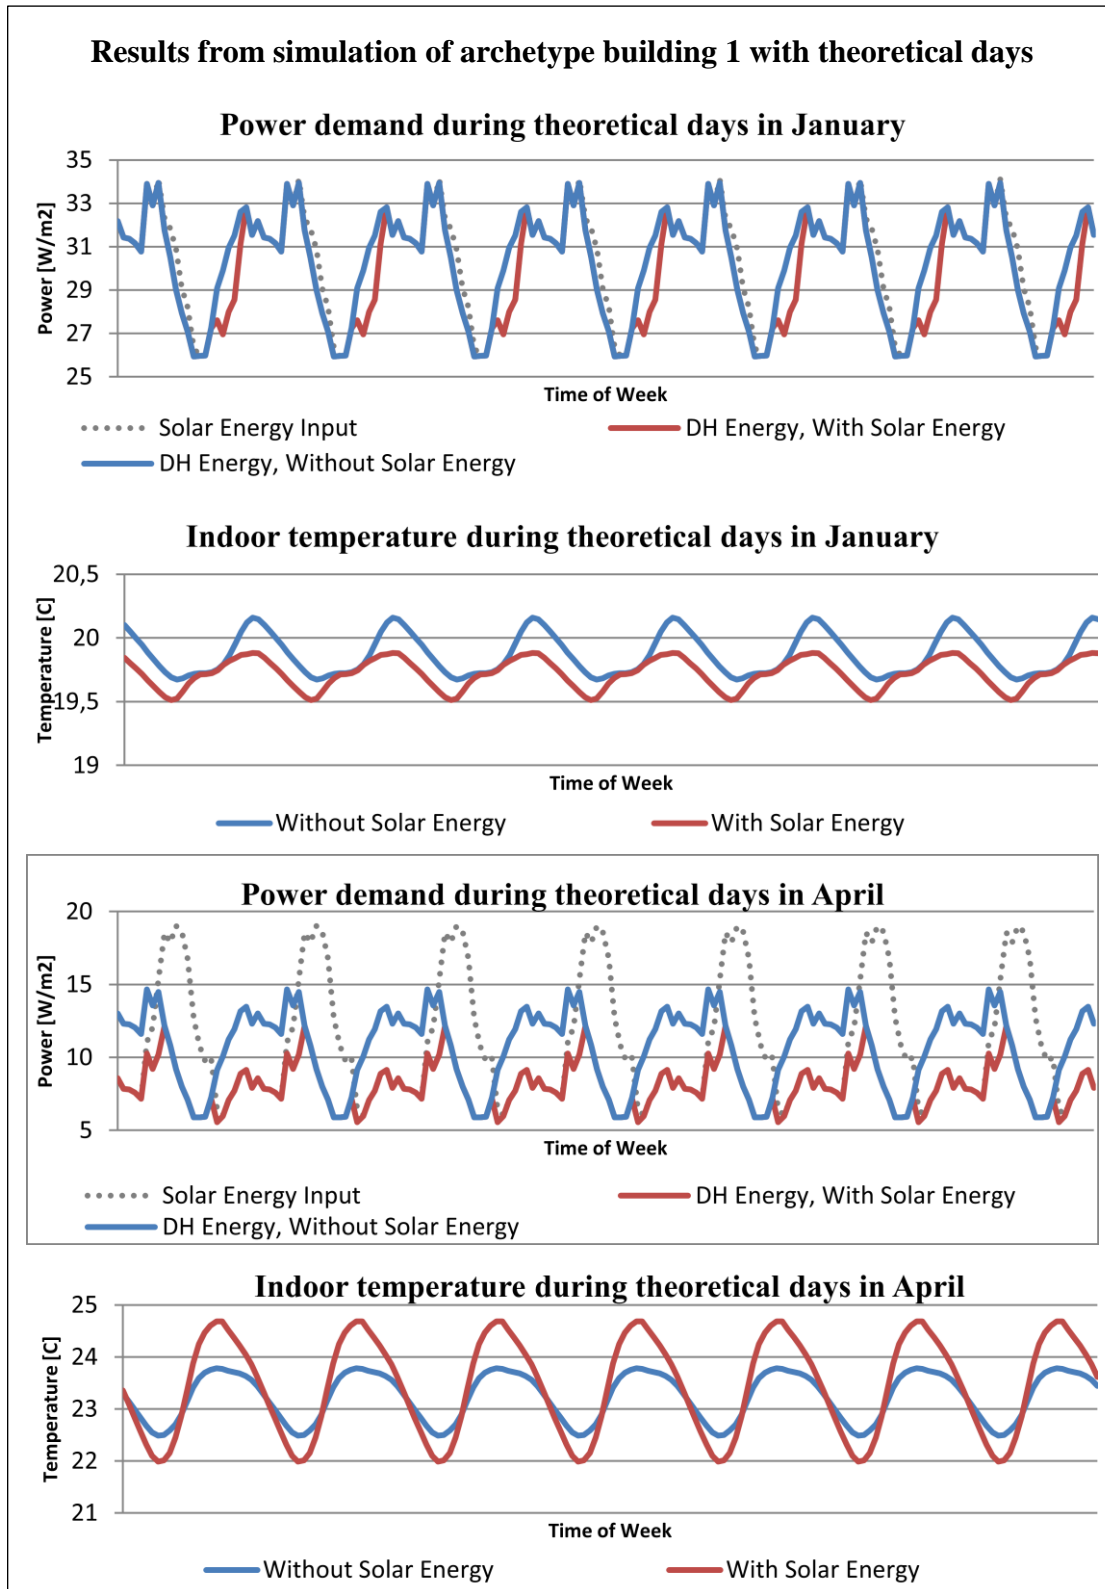 Results from simulation of archetype building 1 with theoretical days
Power demand during theoretical days in January
Power [W/m2]
35
33
31
29
27
25
Time of Week
Solar Energy Input
DH Energy, With Solar Energy
DH Energy, Without Solar Energy
Indoor temperature during theoretical days in January
Temperature [C]
20,5
20
19,5
19
Time of Week
Without Solar Energy
With Solar Energy
Power demand during theoretical days in April
Power [W/m2]
20
15
10
5
Time of Week
Solar Energy Input
DH Energy, With Solar Energy
DH Energy, Without Solar Energy
Indoor temperature during theoretical days in April
Temperature [C]
25
24
23
22
21
Time of Week
Without Solar Energy
With Solar Energy